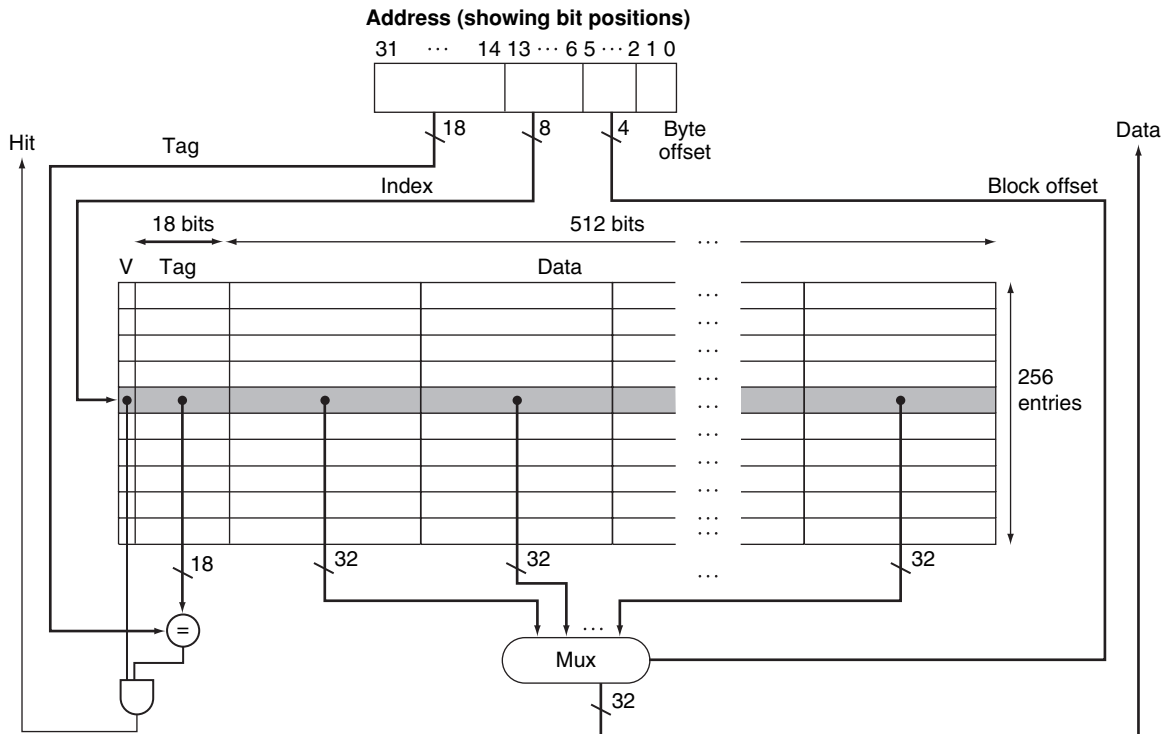 Address (showing bit positions)
31 ··· 14 13 ··· 6 5 ··· 2 1 0
18 8 4 Byte offset
Hit Tag Data
Index Block offset
18 bits 512 bits ···
V Tag Data
···
···
···
···
256 entries
···
···
···
···
···
···
18 32 32 ··· 32
=
···
Mux
32